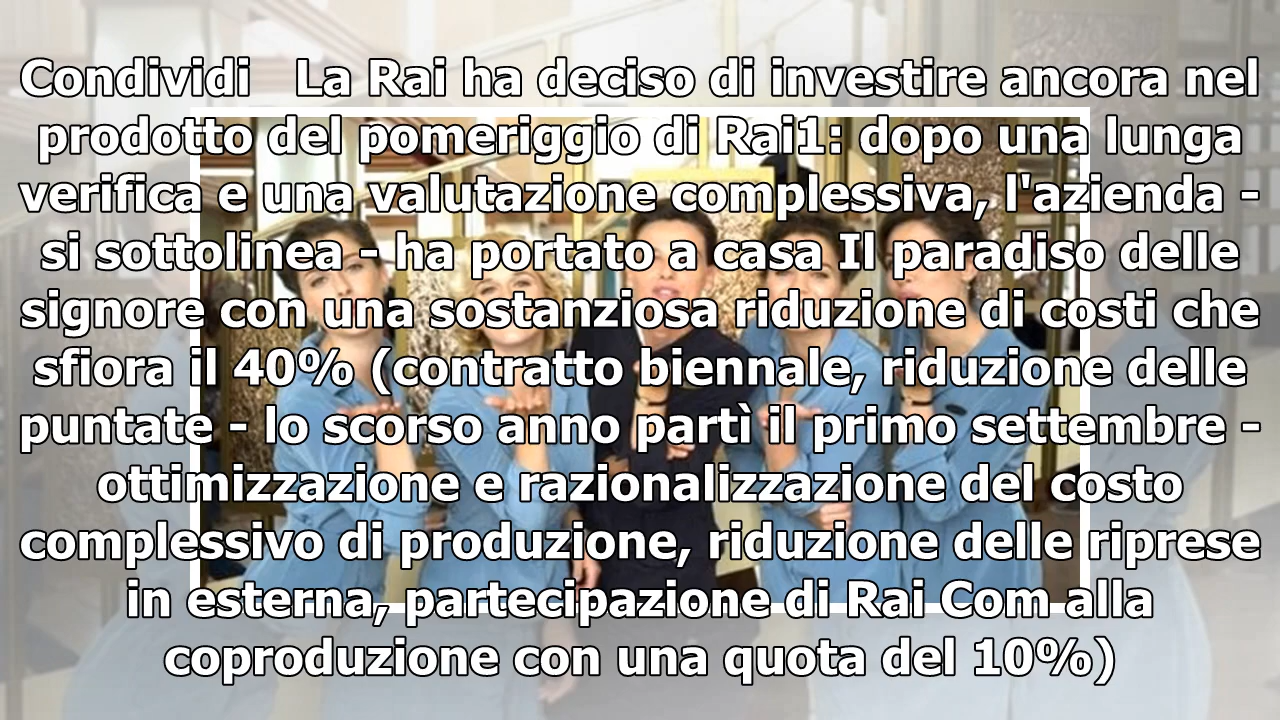 Condividi   La Rai ha deciso di investire ancora nel
prodotto del pomeriggio di Rai1: dopo una lunga
verifica e una valutazione complessiva, l'azienda -
si sottolinea - ha portato a casa Il paradiso delle
signore con una sostanziosa riduzione di costi che
sfiora il 40% (contratto biennale, riduzione delle
puntate - lo scorso anno partì il primo settembre -
ottimizzazione e razionalizzazione del costo
complessivo di produzione, riduzione delle riprese
in esterna, partecipazione di Rai Com alla
coproduzione con una quota del 10%)